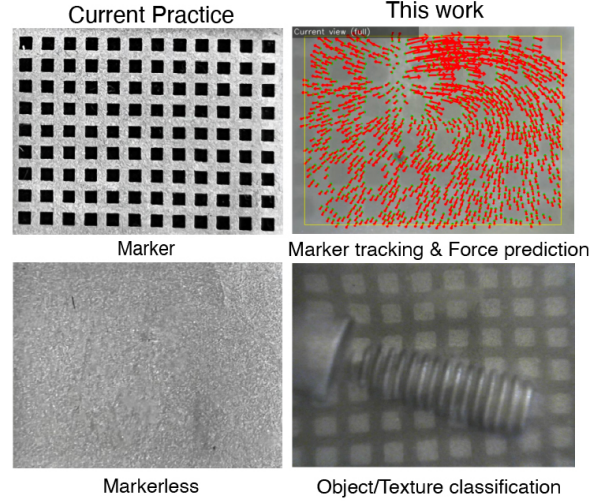 Current Practice
This work
Current view (full)
Marker
Marker tracking & Force prediction
Markerless
Object/Texture classification